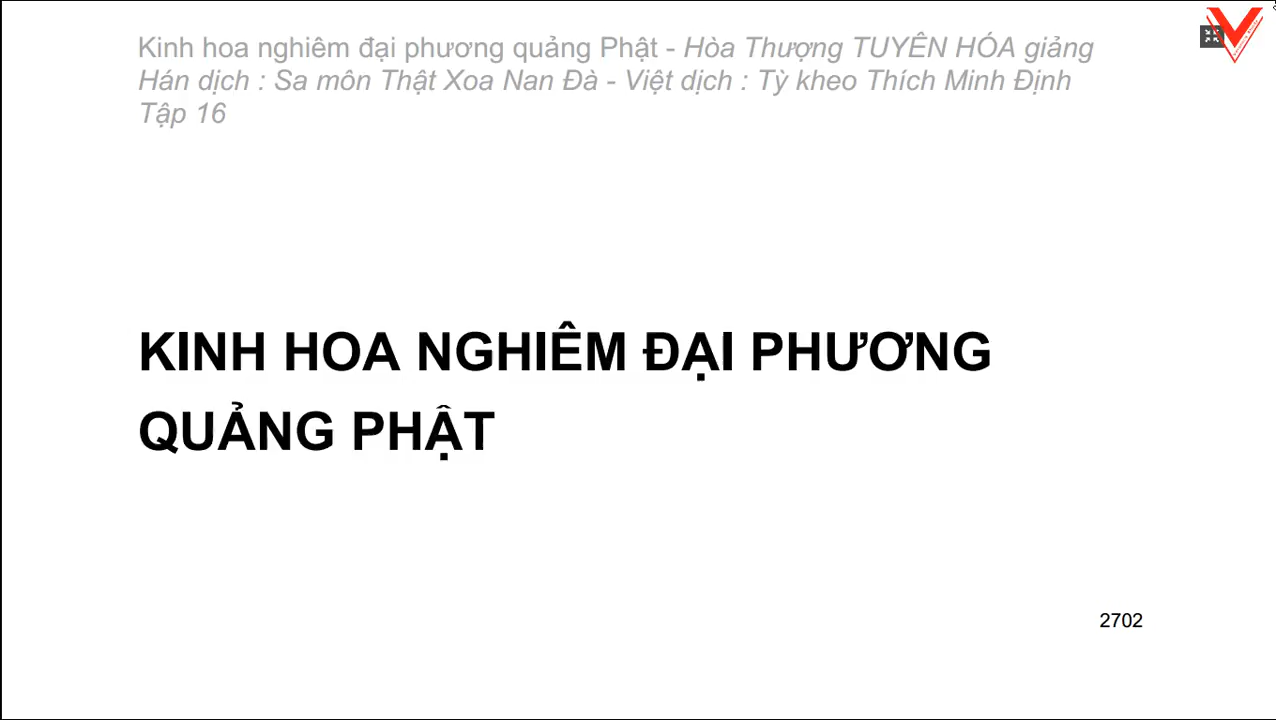 Kinh hoa nghiêm đại phương quảng Phật - Hòa Thượng TUYÊN HÓA giảng
Hán dịch : Sa môn Thật Xoa Nan Đà - Việt dịch : Tỳ kheo Thích Minh Định
Tập 16
KINH HOA NGHIÊM ĐẠI PHƯƠNG
QUẢNG PHẬT
2702